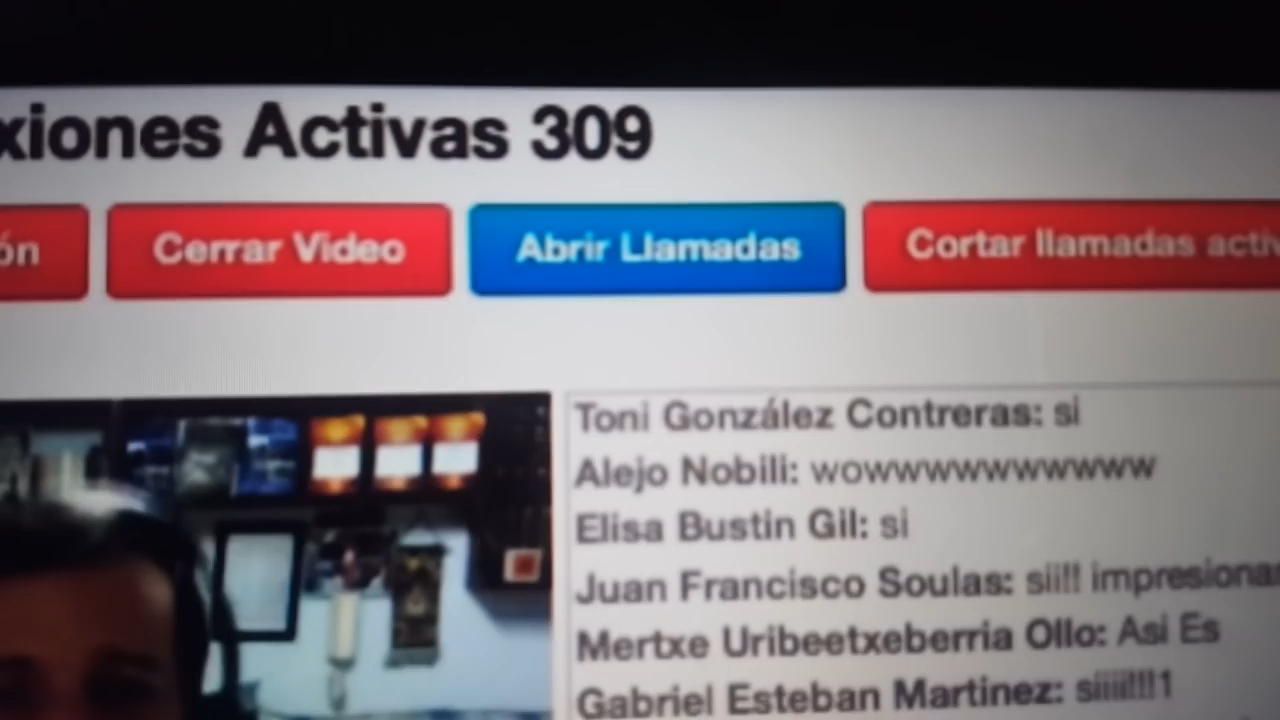 xiones Activas 309
ón
Cerrar Video
Abrir Llamadas
Cortar llamadas activ
Toni González Contreras: si
Alejo Nobili: wowwwwwwwwww
Elisa Bustin Gil: si
Juan Francisco Soulas: sii!! impresionas
Mertxe Uribeetxeberria Ollo: Asi Es
Gabriel Esteban Martinez: siiii!!!1